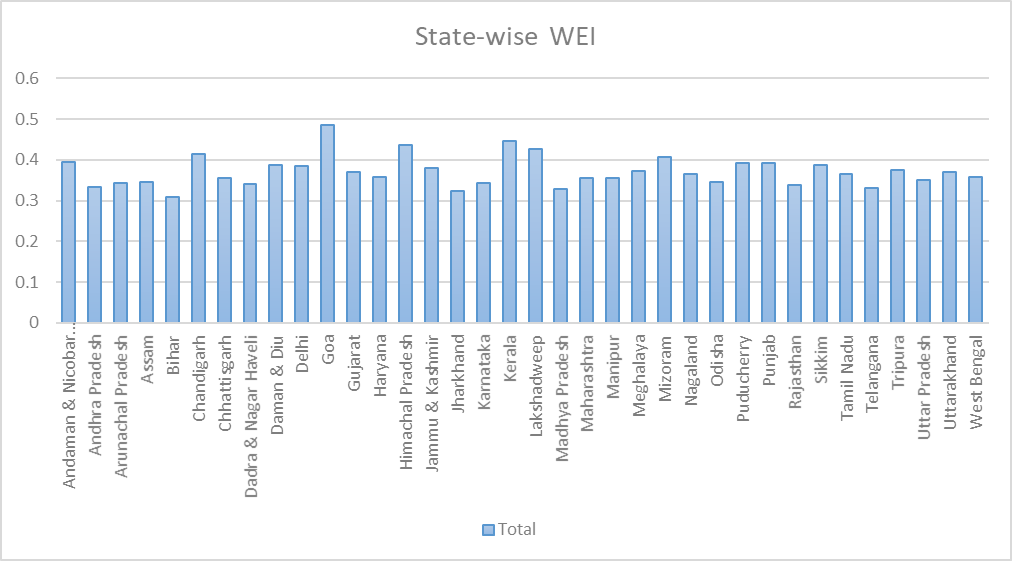 State-wise WEI
0.6
0.5
0.4
0.3
0.2
0.1
0
Andaman & Nicobar...
Andhra Pradesh
Arunachal Pradesh
Assam
Bihar
Chandigarh
Chhattisgarh
Dadra & Nagar Haveli
Daman & Diu
Delhi
Goa
Gujarat
Haryana
Himachal Pradesh
Jammu & Kashmir
Jharkhand
Karnataka
Kerala
Lakshadweep
Madhya Pradesh
Maharashtra
Manipur
Meghalaya
Mizoram
Nagaland
Odisha
Puducherry
Punjab
Rajasthan
Sikkim
Tamil Nadu
Telangana
Tripura
Uttar Pradesh
Uttarakhand
West Bengal
Total